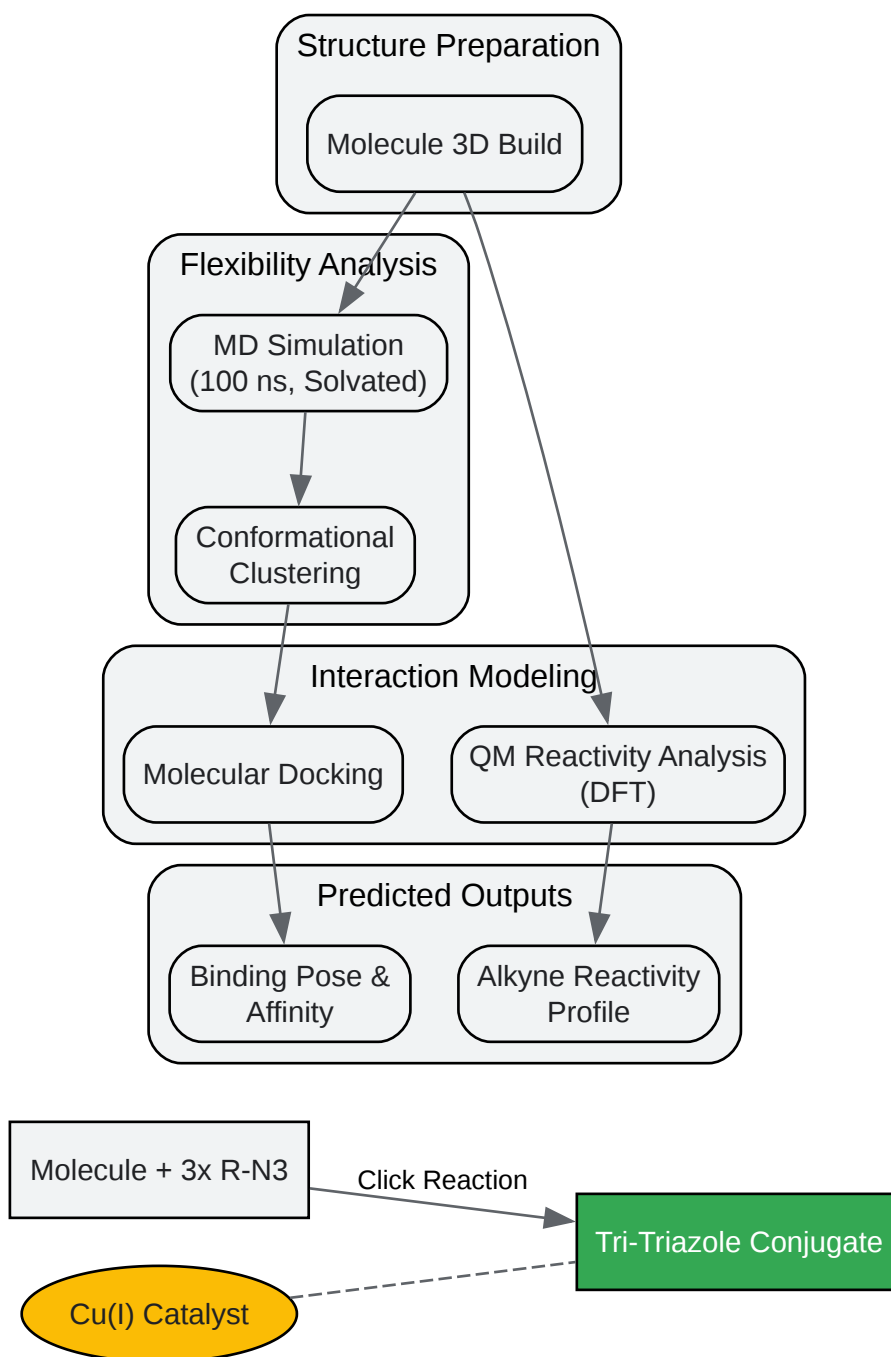 Structure Preparation
Molecule 3D Build
Flexibility Analysis
MD Simulation
(100 ns, Solvated)
Conformational
Clustering
Interaction Modeling
Molecular Docking
QM Reactivity Analysis
(DFT)
Predicted Outputs
Binding Pose &
Affinity
Alkyne Reactivity
Profile
Molecule + 3x R-N3
Click Reaction
Tri-Triazole Conjugate
Cu(I) Catalyst